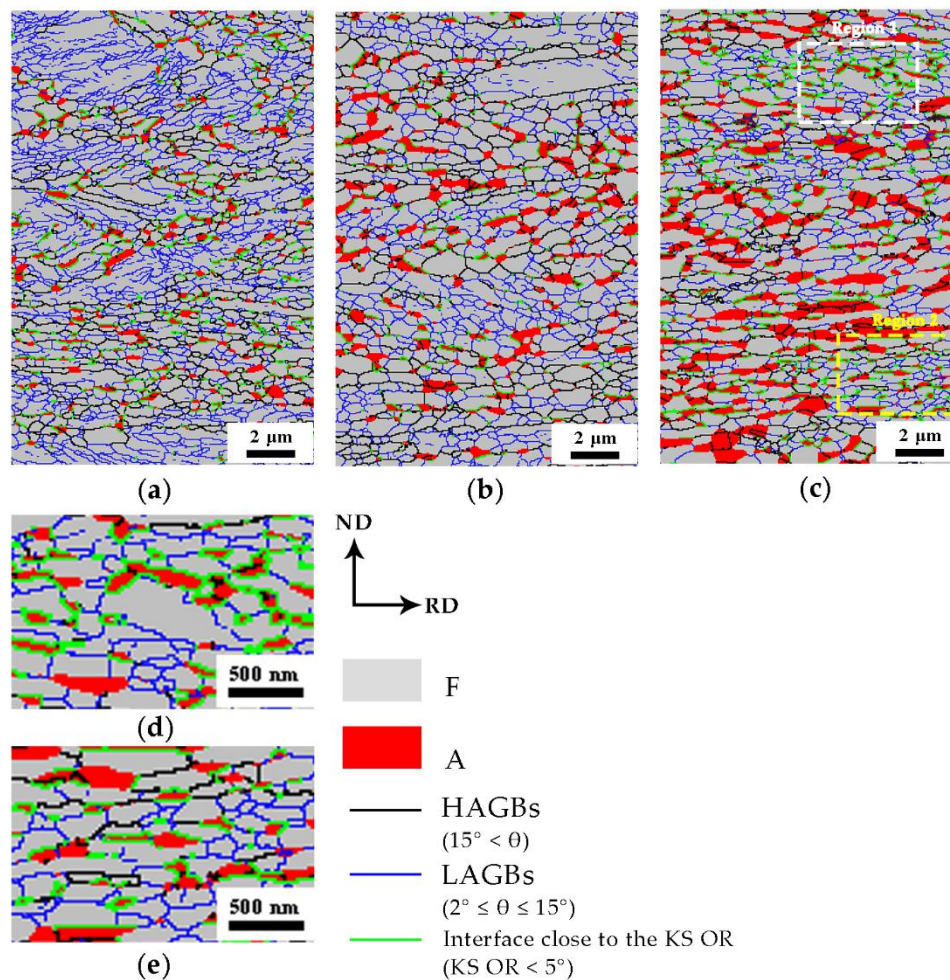 Region 1
Region 2
2 μm
2 μm
2 μm
(a)
(b)
(c)
500 nm
(d)
500 nm
(e)
ND
RD
F
A
HAGBs
(15° < θ)
LAGBs
(2° ≤ θ ≤ 15°)
Interface close to the KS OR
(KS OR < 5°)